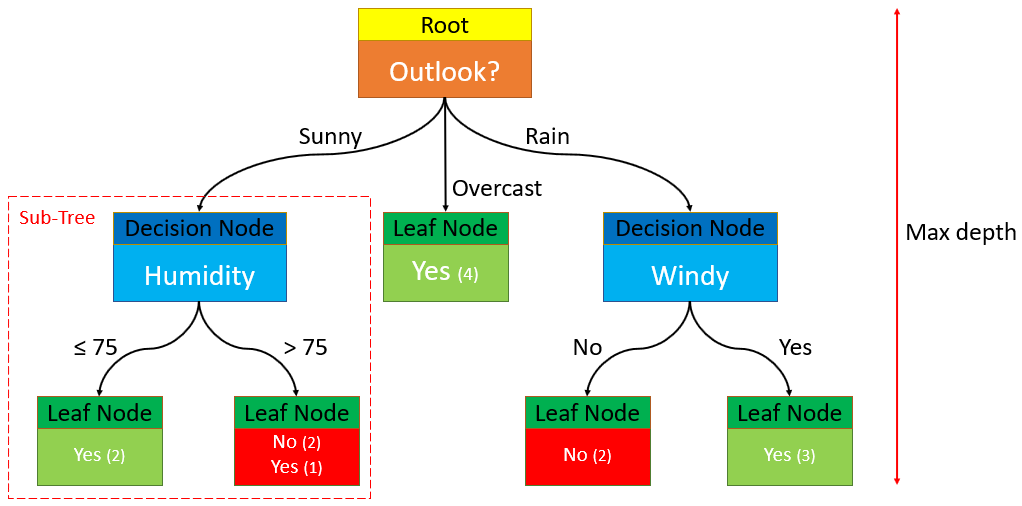 Root
Outlook?
Sunny
Rain
Overcast
Sub-Tree
Decision Node
Humidity
Leaf Node
Yes (4)
Decision Node
Windy
Max depth
≤ 75
> 75
No
Yes
Leaf Node
Yes (2)
Leaf Node
No (2)
Yes (1)
Leaf Node
No (2)
Leaf Node
Yes (3)